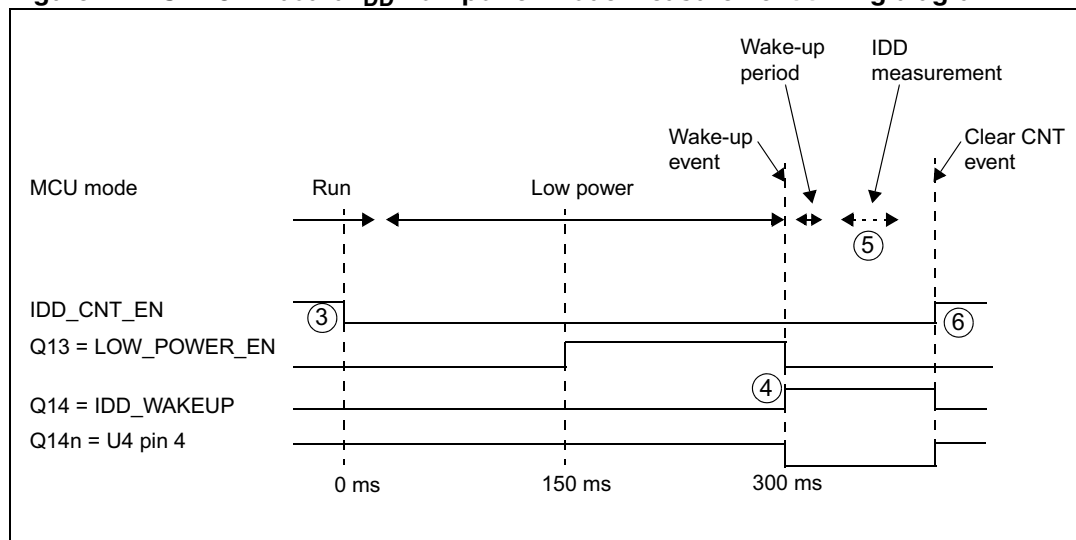 Wake-up period
IDD measurement
Wake-up event
Clear CNT event
MCU mode
Run
Low power
5
IDD_CNT_EN
3
6
Q13 = LOW_POWER_EN
4
Q14 = IDD_WAKEUP
Q14n = U4 pin 4
0 ms
150 ms
300 ms